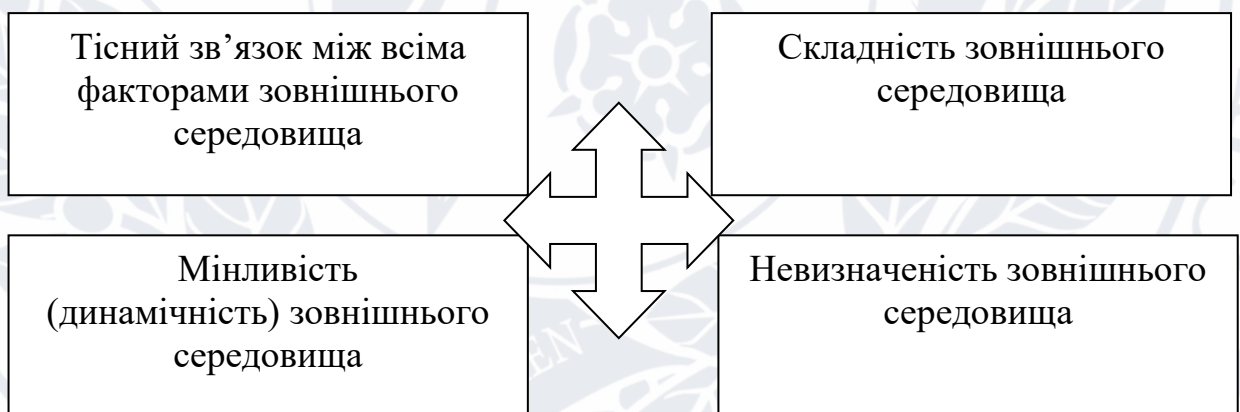 Тісний зв’язок між всіма
факторами зовнішнього
середовища
Складність зовнішнього
середовища
Мінливість
(динамічність) зовнішнього
середовища
Невизначеність зовнішнього
середовища